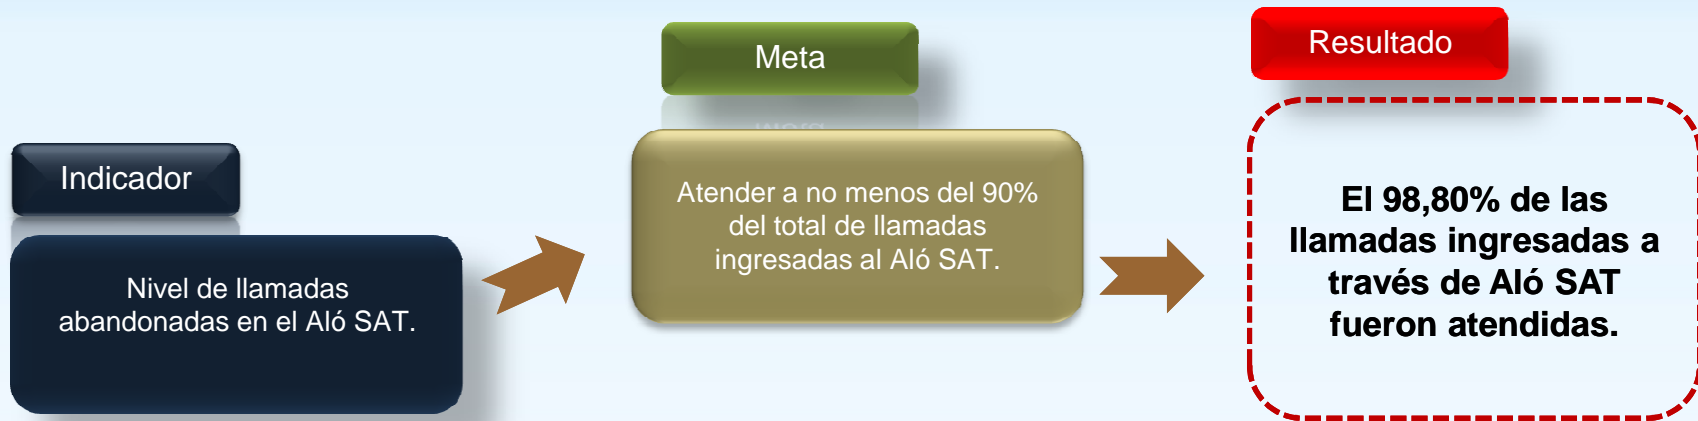 Indicador
Nivel de llamadas
abandonadas en el Aló SAT.
Meta
Atender a no menos del 90%
del total de llamadas
ingresadas al Aló SAT.
Resultado
El 98,80% de las
llamadas ingresadas a
través de Aló SAT
fueron atendidas.